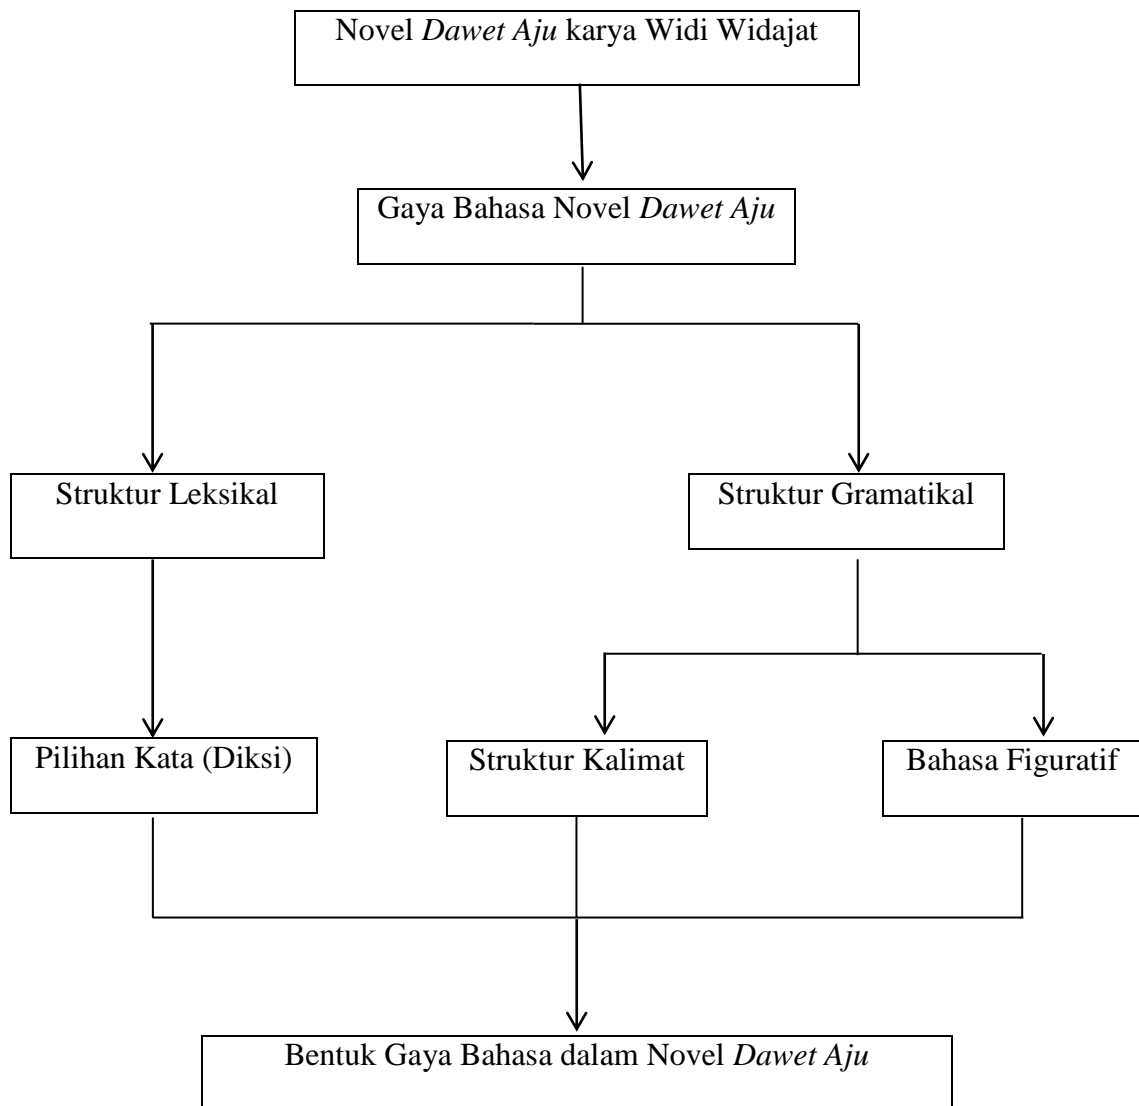 Novel Dawet Aju karya Widi Widajat
Gaya Bahasa Novel Dawet Aju
Struktur Leksikal
Struktur Gramatikal
Pilihan Kata (Diksi)
Struktur Kalimat
Bahasa Figuratif
Bentuk Gaya Bahasa dalam Novel Dawet Aju